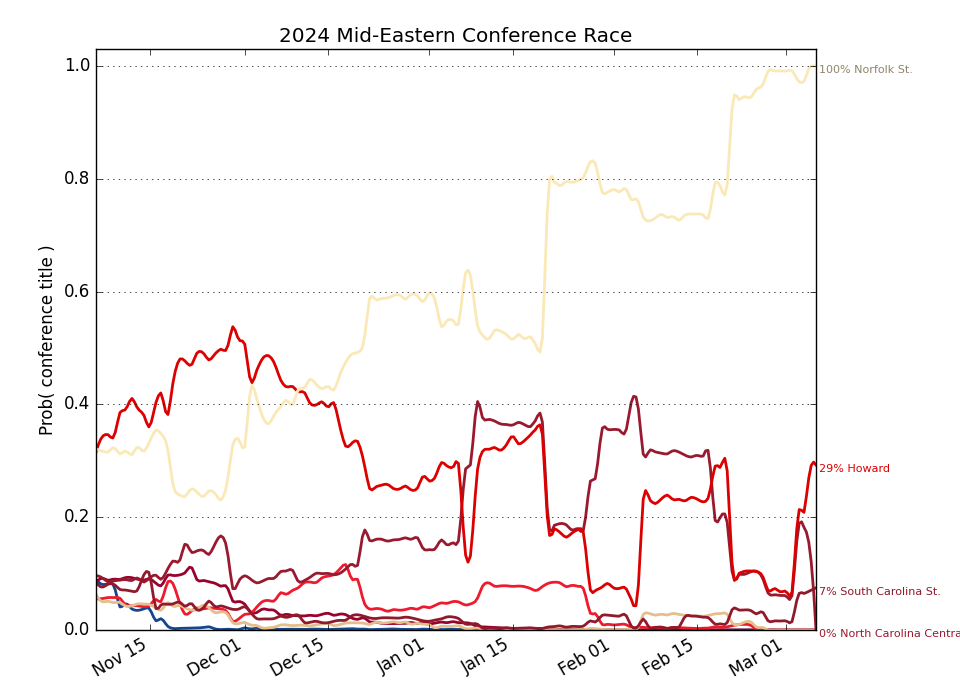 2024 Mid-Eastern Conference Race
Prob( conference title )
1.0
0.8
0.6
0.4
0.2
0.0
Nov 15
Dec 01
Dec 15
Jan 01
Jan 15
Feb 01
Feb 15
Mar 01
100% Norfolk St.
29% Howard
7% South Carolina St.
0% North Carolina Centra